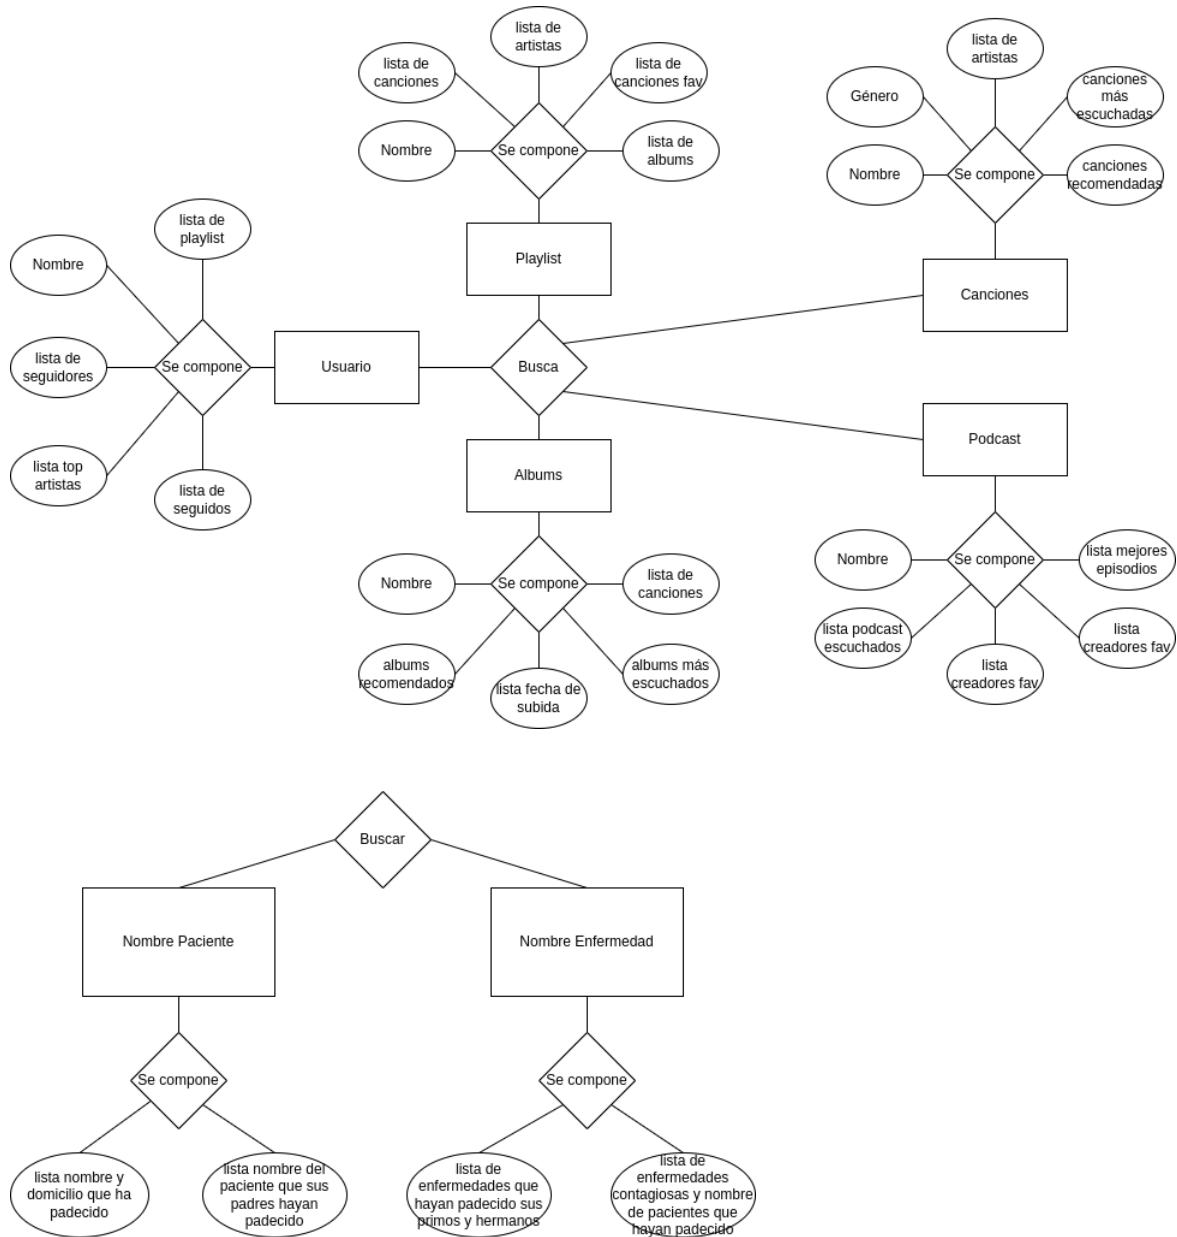 lista de
artistas
lista de
canciones
lista de
canciones fav
Nombre
Se compone
lista de
albums
Playlist
lista de
artistas
Género
canciones
más
escuchadas
Nombre
Se compone
canciones
recomendadas
Canciones
lista de
playlist
Nombre
lista de
seguidores
Se compone
lista top
artistas
lista de
seguidos
Usuario
Busca
Albums
Nombre
Se compone
lista de
canciones
albums
recomendados
lista fecha de
subida
albums más
escuchados
Podcast
Nombre
Se compone
lista mejores
episodios
lista podcast
escuchados
lista
creadores fav
lista
creadores fav
Buscar
Nombre Paciente
Nombre Enfermedad
Se compone
Se compone
lista nombre y
domicilio que ha
padecido
lista nombre del
paciente que sus
padres hayan
padecido
lista de
enfermedades que
hayan padecido sus
primos y hermanos
lista de
enfermedades
contagiosas y nombre
de pacientes que
hayan padecido